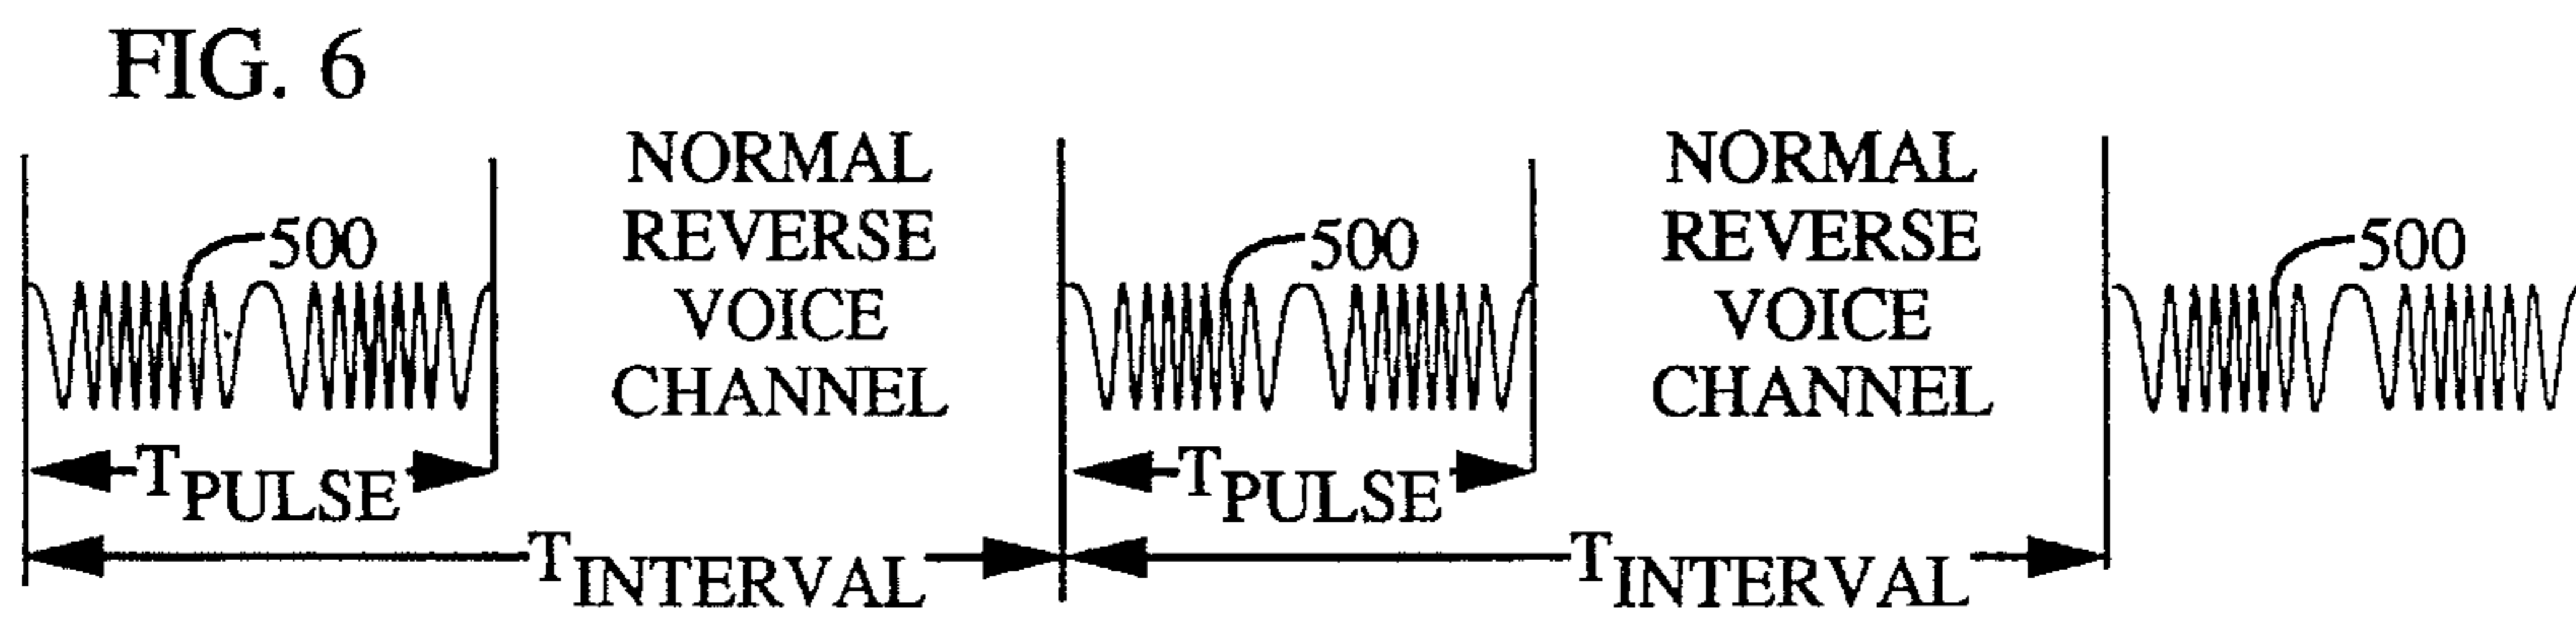 FIG. 6
NORMAL
REVERSE
VOICE
CHANNEL
NORMAL
REVERSE
VOICE
CHANNEL
500
500
500
TPULSE
TPULSE
TINTERVAL
TINTERVAL